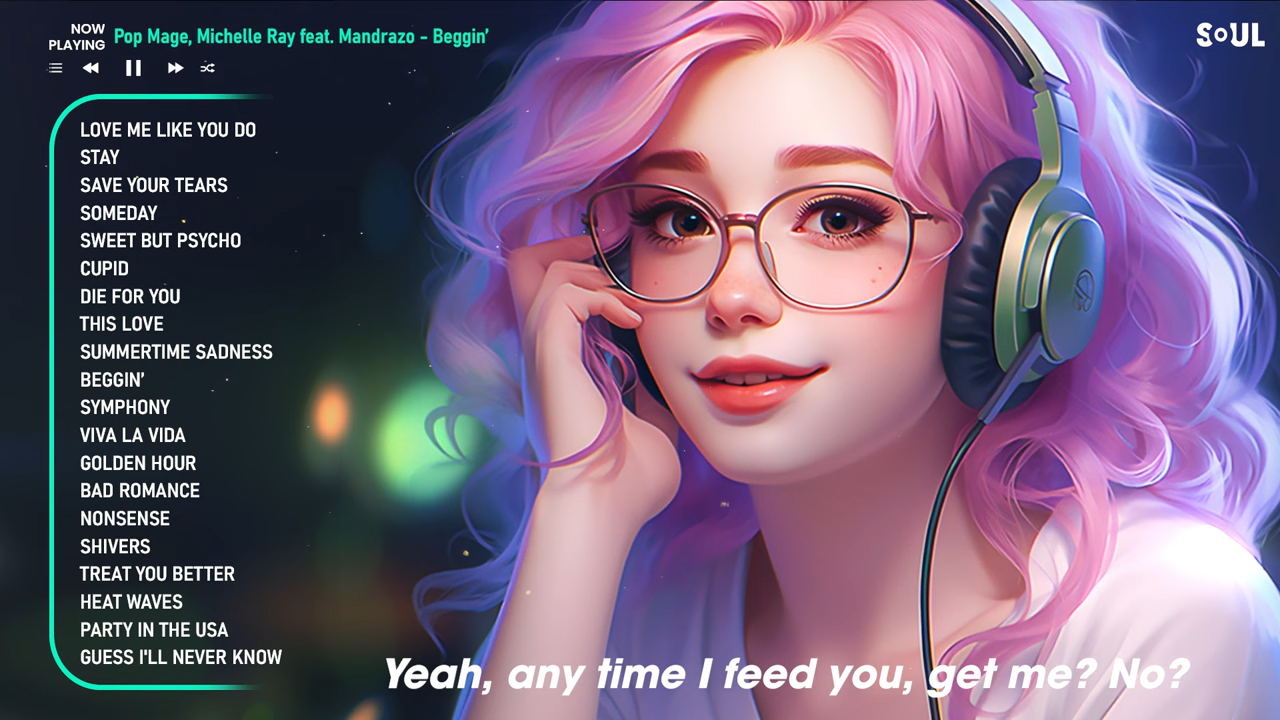 NOW
PLAYING
Pop Mage, Michelle Ray feat. Mandrazo - Beggin'
SOUL
LOVE ME LIKE YOU DO
STAY
SAVE YOUR TEARS
SOMEDAY
SWEET BUT PSYCHO
CUPID
DIE FOR YOU
THIS LOVE
SUMMERTIME SADNESS
BEGGIN'
SYMPHONY
VIVA LA VIDA
GOLDEN HOUR
BAD ROMANCE
NONSENSE
SHIVERS
TREAT YOU BETTER
HEAT WAVES
PARTY IN THE USA
GUESS I'LL NEVER KNOW
Yeah, any time I feed you, get me? No?